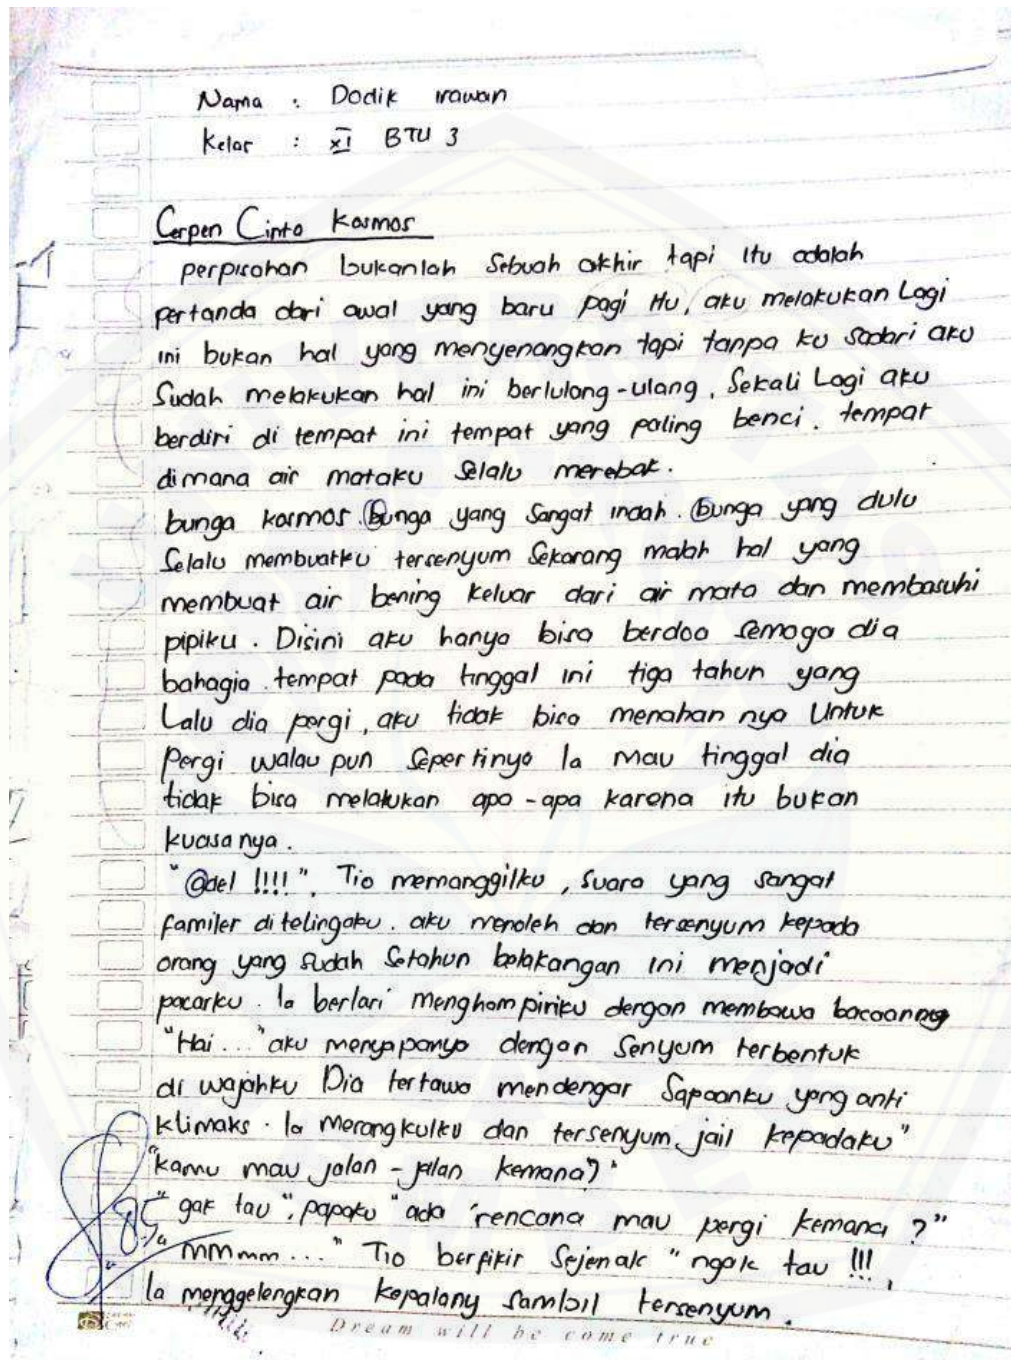 Nama : Dodik irawan
Kelas : XI BTU 3
Cerpen Cinta Kosmos
perpisahan bukanlah sebuah akhir tapi itu adalah
pertanda dari awal yang baru pagi itu, aku melakukan Lagi
ini bukan hal yang menyenangkan tapi tanpa ku sadari aku
Sudah melakukan hal ini berlulang-ulang, Sekali Lagi aku
berdiri di tempat ini tempat yang paling benci. tempat
dimana air mataku Selalu merebak.
bunga kosmos. Bunga yang Sangat indah. Bunga yang dulu
Selalu membuatku tersenyum Sekarang malah hal yang
membuat air bening keluar dari air mata dan membasuhi
pipiku. Disini aku hanya bisa berdoa semoga dia
bahagia. tempat pada tinggal ini tiga tahun yang
Lalu dia pergi, aku tidak bisa menahan nya Untuk
Pergi walau pun Sepertinya Ia mau tinggal dia
tidak bisa melakukan apa-apa karena itu bukan
kuasanya.
"@del !!!!". Tio memanggilku, Suara yang sangat
familer di telingaku. aku menoleh dan tersenyum kepada
orang yang sudah Setahun belakangan ini menjadi
pacarku. Ia berlari menghampiriku dengan membawa
"Hai..." aku menyapanya dengan Senyum terbentuk
di wajahku Dia tertawa mendengar Sapaanku yang anti
klimaks. Ia merangkulku dan tersenyum jail kepadaku"
"kamu mau jalan-jalan kemana?"
"gak tau", papaku "ada rencana mau pergi kemana?"
"mmmm..." Tio berpikir Sejenak "ngak tau !!!,
Ia menggelengkan kepalany sambil tersenyum.
85
Dream will be come true